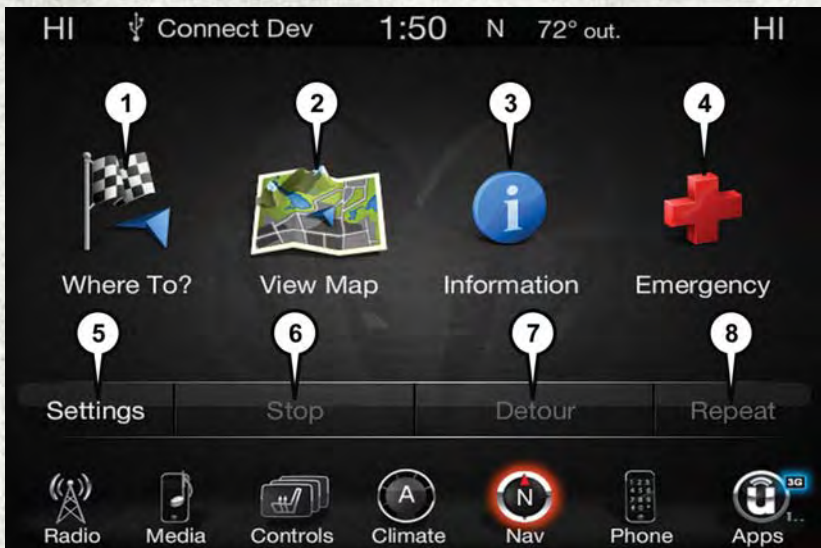 HI Connect Dev 1:50 N 72° out. HI
1 2 3 4
i
Where To? View Map Information Emergency
5 6 7 8
Settings Stop Detour Repeat
A N 3G
Radio Media Controls Climate Nav Phone Apps